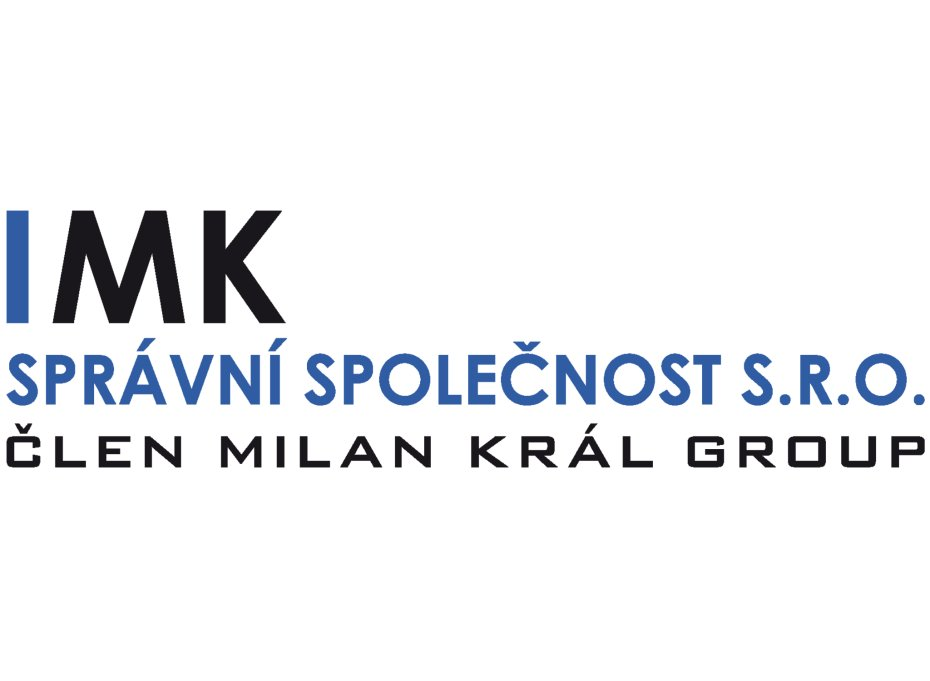 IMK
SPRÁVNÍ SPOLEČNOST S.R.O.
ČLEN MILAN KRÁL GROUP